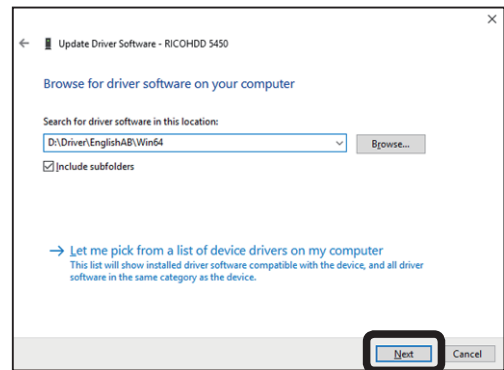 Update Driver Software - RICOHDD 5450
Browse for driver software on your computer
Search for driver software in this location:
D:\Driver\EnglishAB\Win64
Browse...
Include subfolders
Let me pick from a list of device drivers on my computer
This list will show installed driver software compatible with the device, and all driver
software in the same category as the device.
Next
Cancel